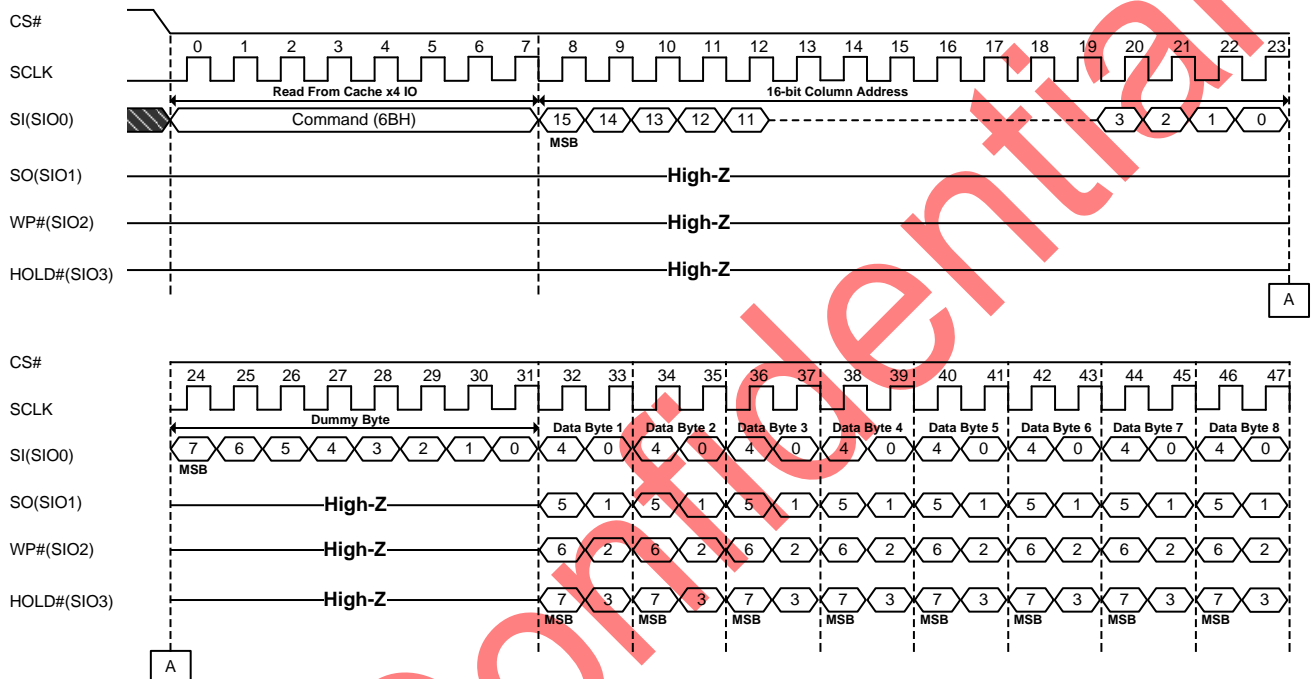 CS#
0 1 2 3 4 5 6 7 8 9 10 11 12 13 14 15 16 17 18 19 20 21 22 23
SCLK
Read From Cache x4 IO 16-bit Column Address
SI(SIO0) Command (6BH) 15 14 13 12 11 3 2 1 0
MSB
SO(SIO1) High-Z
WP#(SIO2) High-Z
HOLD#(SIO3) High-Z
A
CS#
24 25 26 27 28 29 30 31 32 33 34 35 36 37 38 39 40 41 42 43 44 45 46 47
SCLK
Dummy Byte Data Byte 1 Data Byte 2 Data Byte 3 Data Byte 4 Data Byte 5 Data Byte 6 Data Byte 7 Data Byte 8
SI(SIO0) 7 6 5 4 3 2 1 0 4 0 4 0 4 0 4 0 4 0 4 0 4 0 4 0
MSB
SO(SIO1) High-Z 5 1 5 1 5 1 5 1 5 1 5 1 5 1 5 1
WP#(SIO2) High-Z 6 2 6 2 6 2 6 2 6 2 6 2 6 2 6 2
HOLD#(SIO3) High-Z 7 3 7 3 7 3 7 3 7 3 7 3 7 3 7 3
MSB MSB MSB MSB MSB MSB MSB MSB
A
onfidential